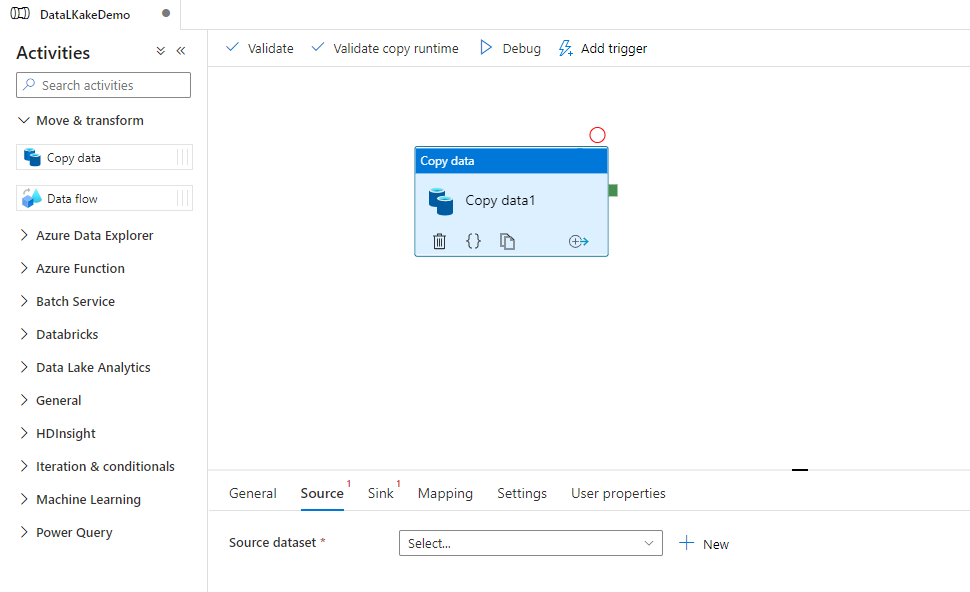 DataLKakeDemo
Activities
Search activities
Move & transform
Copy data
Data flow
Azure Data Explorer
Azure Function
Batch Service
Databricks
Data Lake Analytics
General
HDInsight
Iteration & conditionals
Machine Learning
Power Query
Validate Validate copy runtime Debug Add trigger
Copy data
Copy data1
{}
General Source 1 Sink 1 Mapping Settings User properties
Source dataset * Select... New